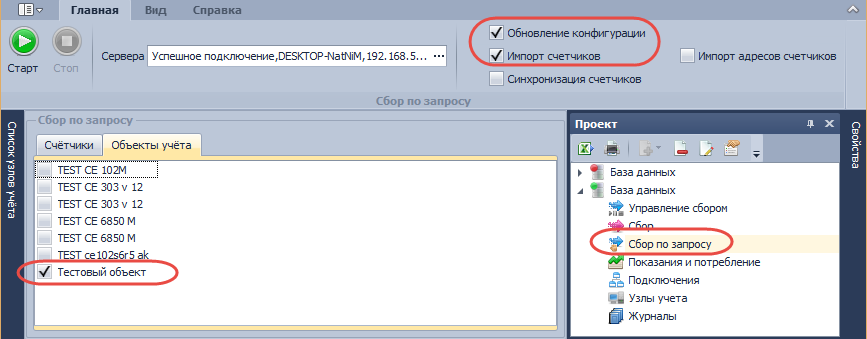 Главная Вид Справка
Старт
Стоп
Сервера Успешное подключение,DESKTOP-NatNiM,192.168.5...
Обновление конфигурации
Импорт счетчиков
Импорт адресов счетчиков
Синхронизация счетчиков
Сбор по запросу
Список узлов учёта
Сбор по запросу
Счётчики Объекты учёта
TEST CE 102M
TEST CE 303 v 12
TEST CE 303 v 12
TEST CE 6850 M
TEST CE 6850 M
TEST ce102s6r5 ak
Тестовый объект
Проект
База данных
База данных
Управление сбором
Сбор
Сбор по запросу
Показания и потребление
Подключения
Узлы учета
Журналы
Свойства